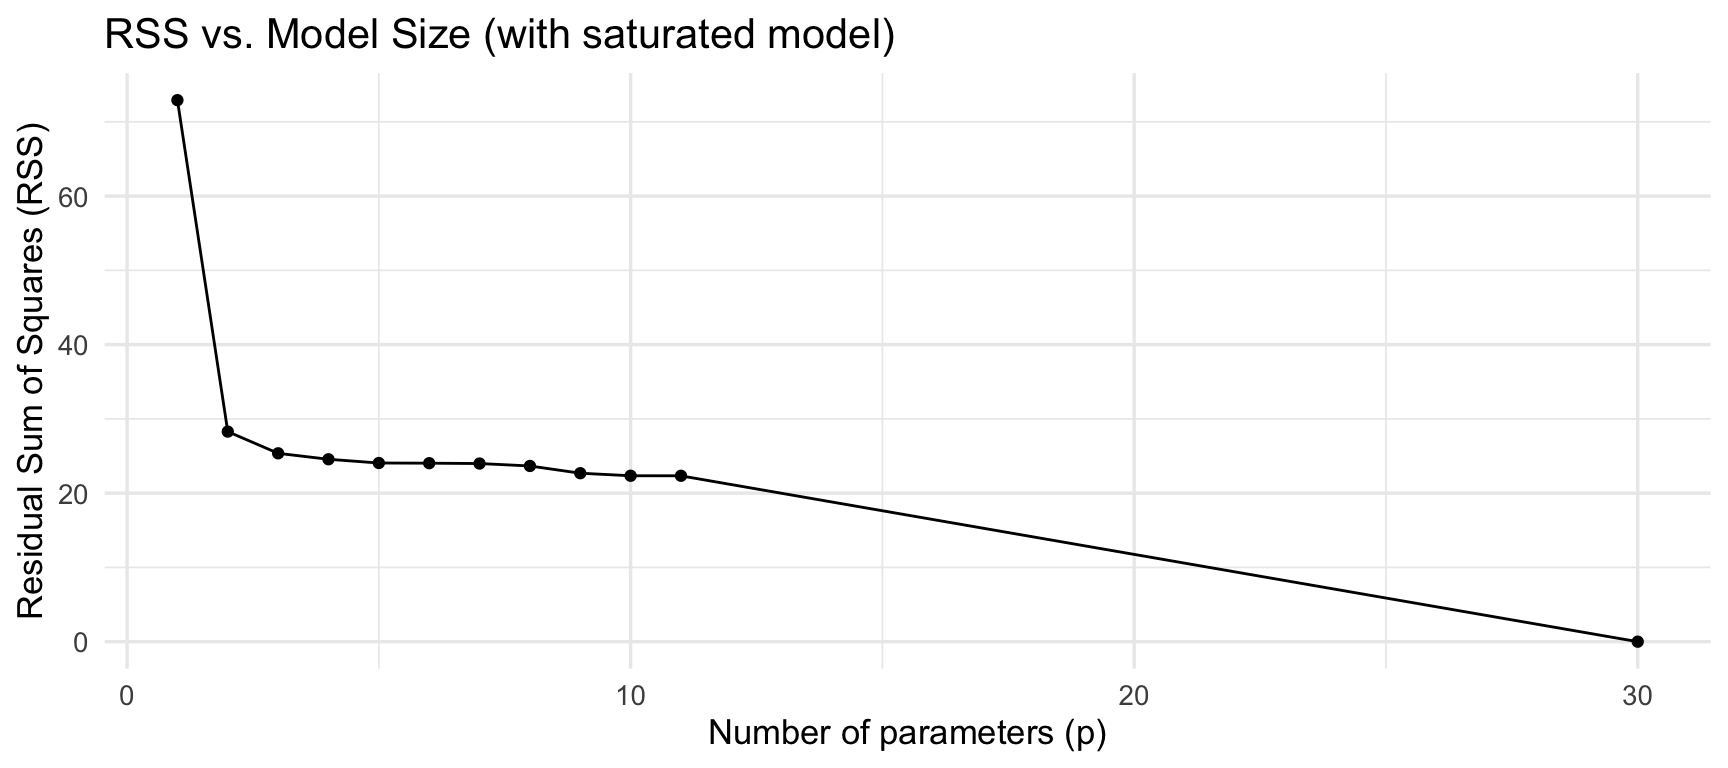 RSS vs. Model Size (with saturated model)
Residual Sum of Squares (RSS)
60
40
20
0
0 10 20 30
Number of parameters (p)